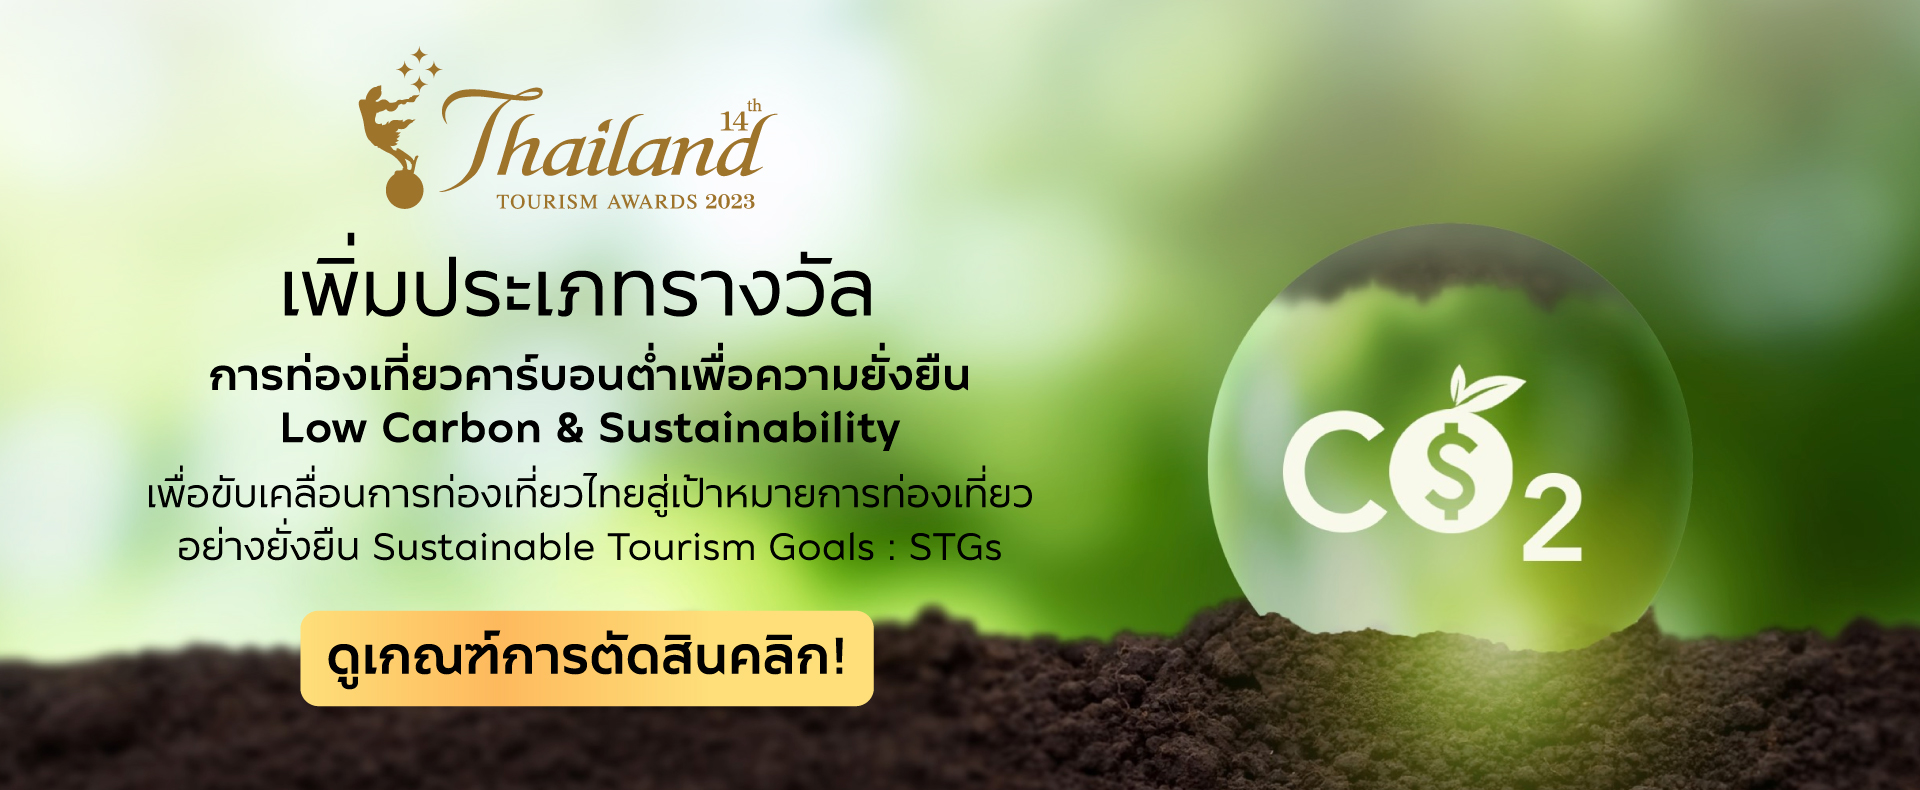 Thailand 14th
TOURISM AWARDS 2023
เพิ่มประเภทรางวัล
การท่องเที่ยวคาร์บอนต่ำเพื่อความยั่งยืน
Low Carbon & Sustainability
เพื่อขับเคลื่อนการท่องเที่ยวไทยสู่เป้าหมายการท่องเที่ยว
อย่างยั่งยืน Sustainable Tourism Goals : STGs
ดูเกณฑ์การตัดสินคลิก!
CO2
$